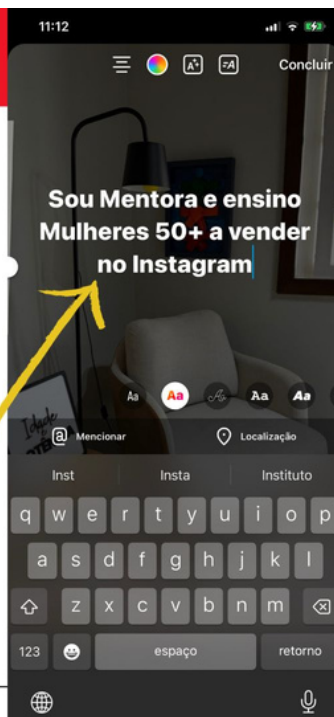 11:12
Concluir
Sou Mentora e ensino
Mulheres 50+ a vender
no Instagram
Aa Aa Aa Aa
Mencionar Localização
Inst Insta Instituto
q w e r t y u i o p
a s d f g h j k l
z x c v b n m
123 espaço retorno